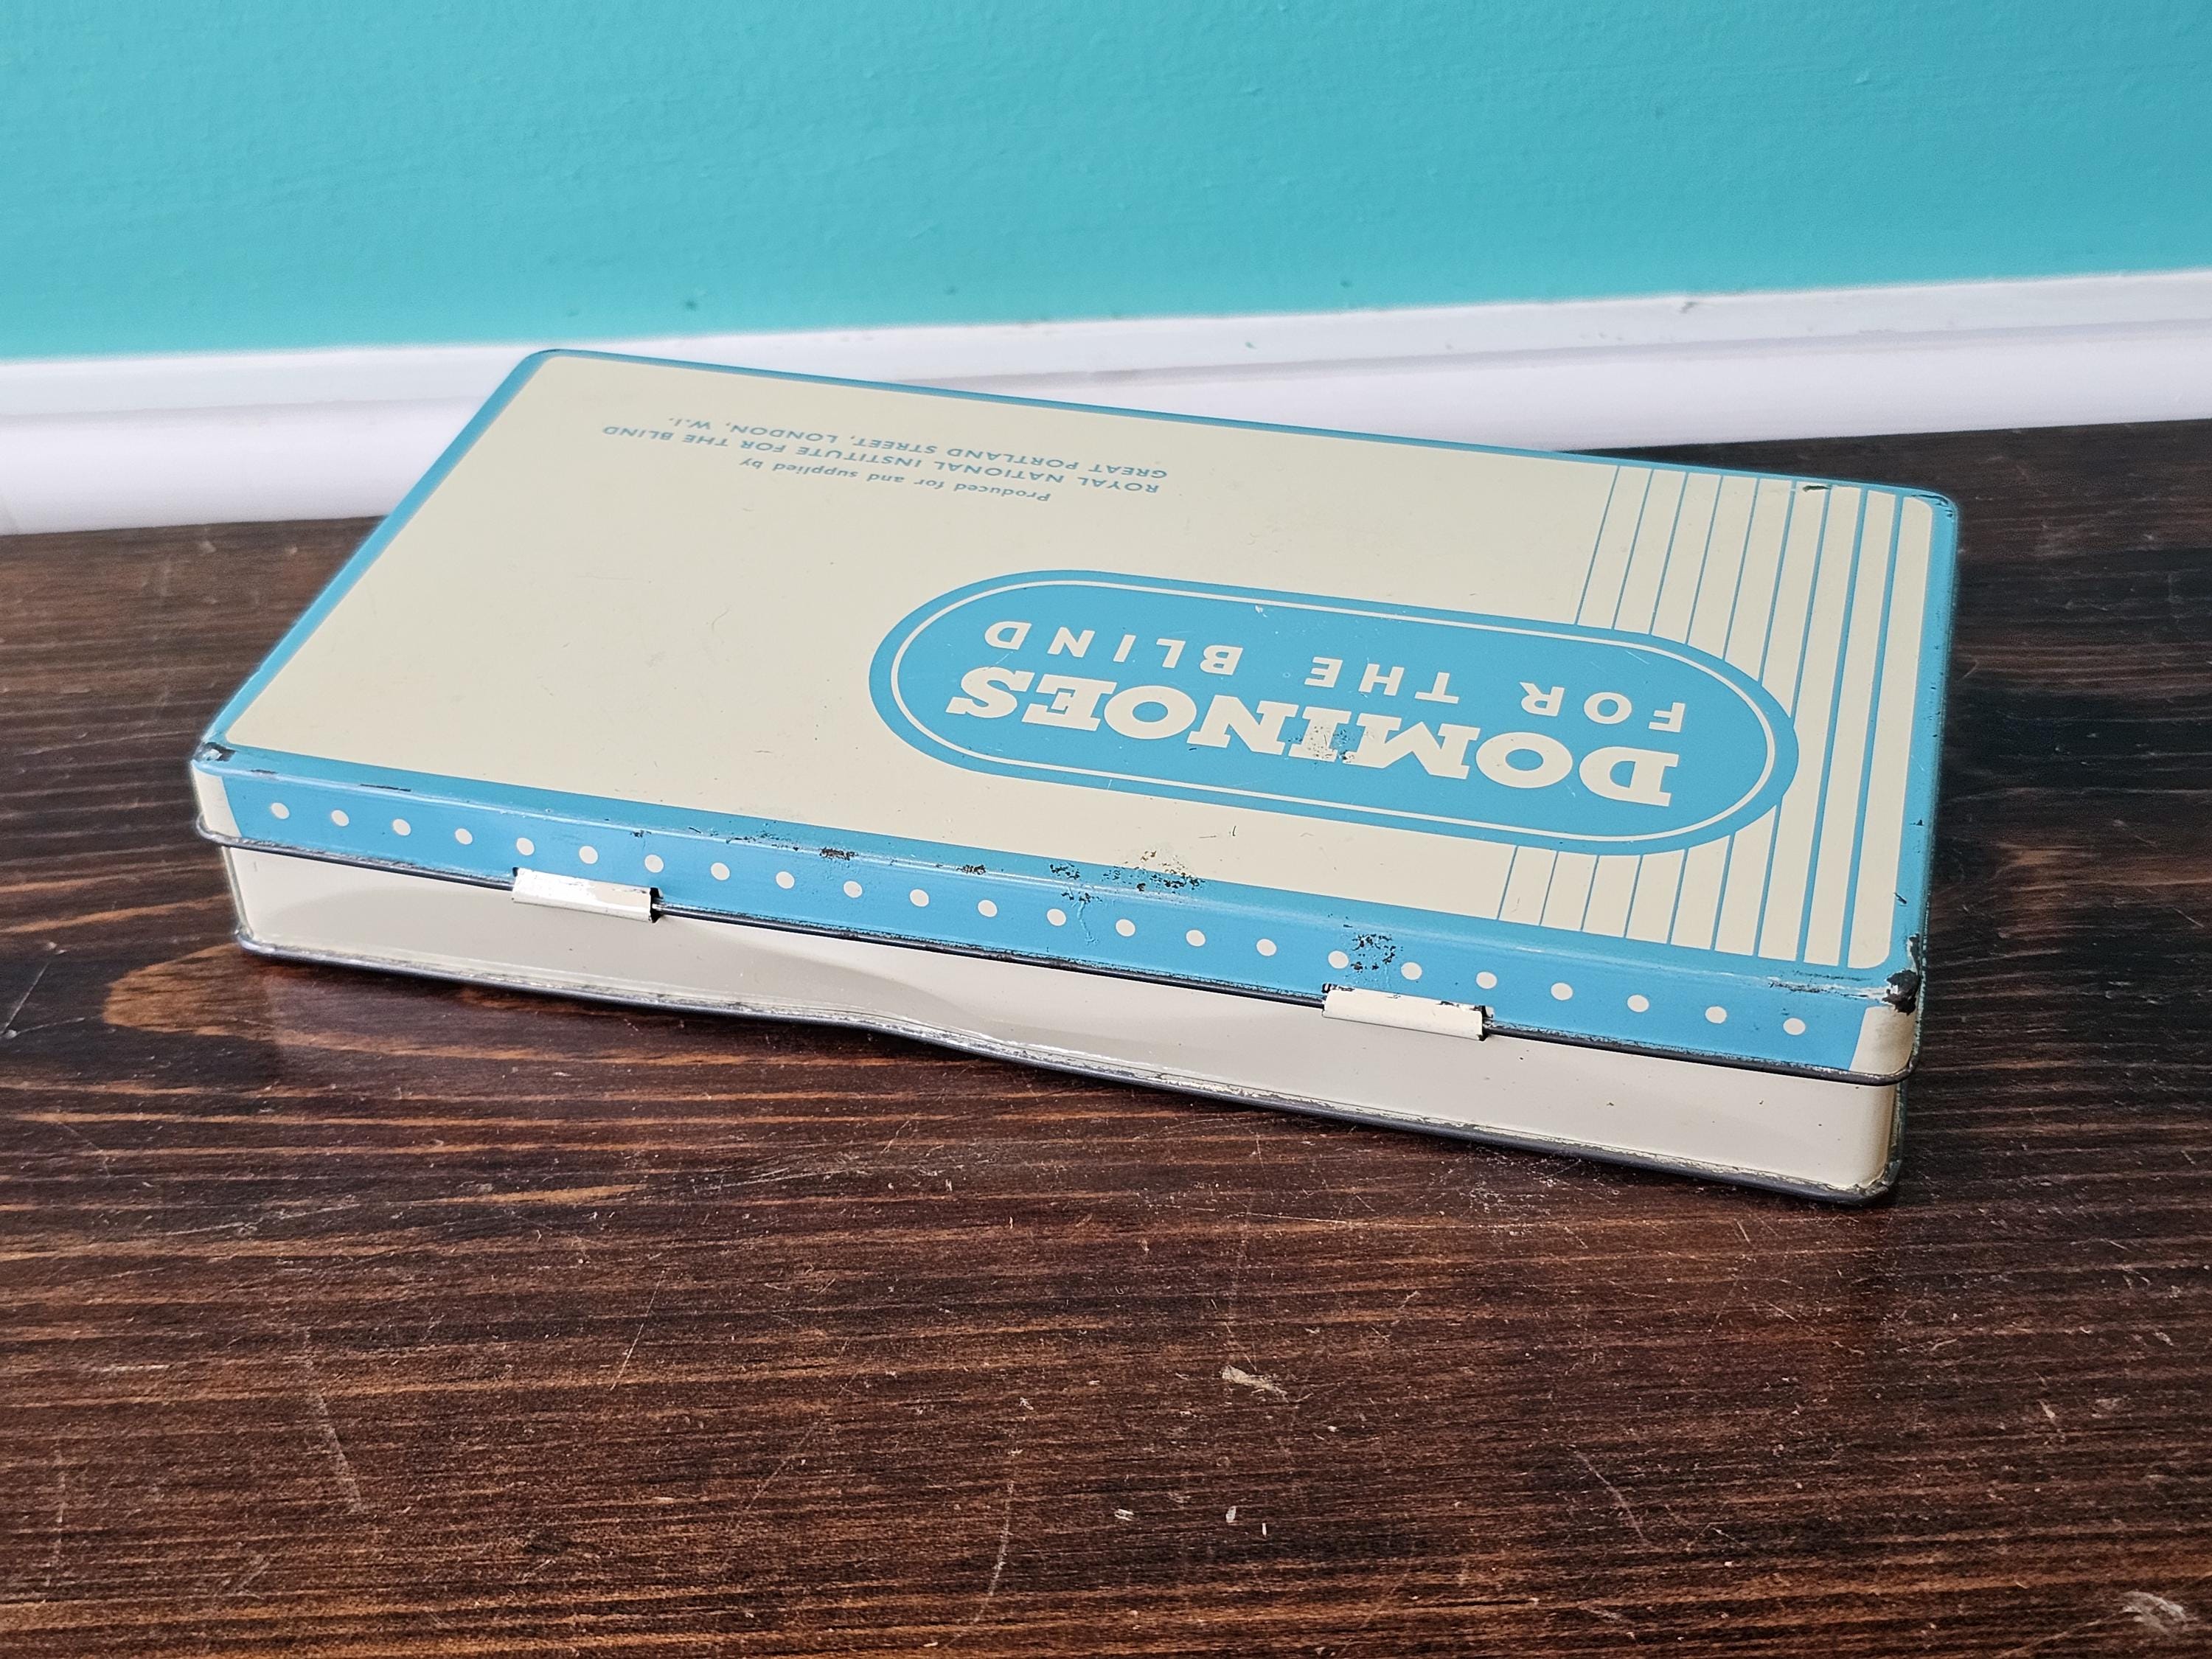 DOMINOES
FOR THE BLIND
Produced for and supplied by
ROYAL NATIONAL INSTITUTE FOR THE BLIND
GREAT PORTLAND STREET, LONDON, W.I.